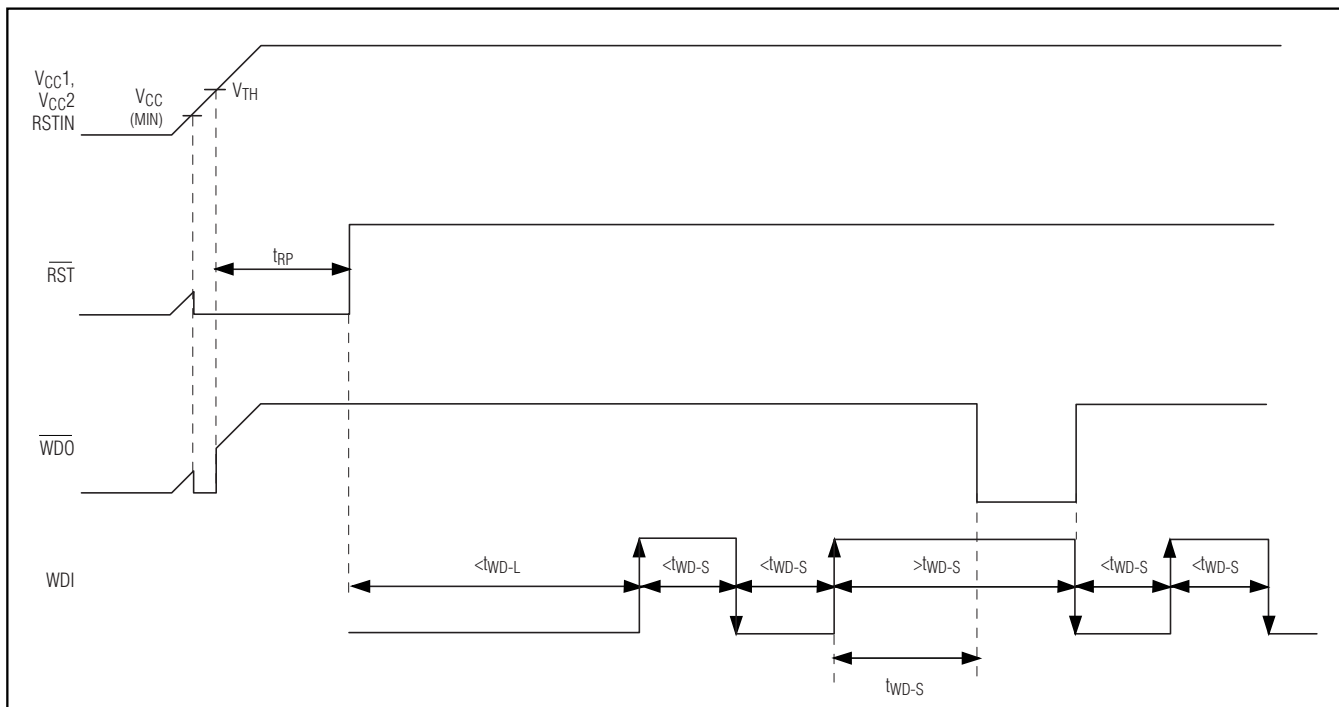 VCC1,
VCC2
RSTIN
VCC
(MIN)
VTH
RST
tRP
WDO
WDI
<tWD-L
<tWD-S
<tWD-S
>tWD-S
<tWD-S
<tWD-S
tWD-S